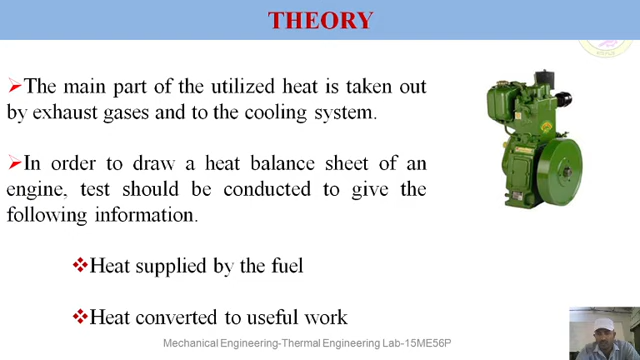 THEORY
➢The main part of the utilized heat is taken out
by exhaust gases and to the cooling system.
➢In order to draw a heat balance sheet of an
engine, test should be conducted to give the
following information.
❖Heat supplied by the fuel
❖Heat converted to useful work
Mechanical Engineering-Thermal Engineering Lab-15ME56P